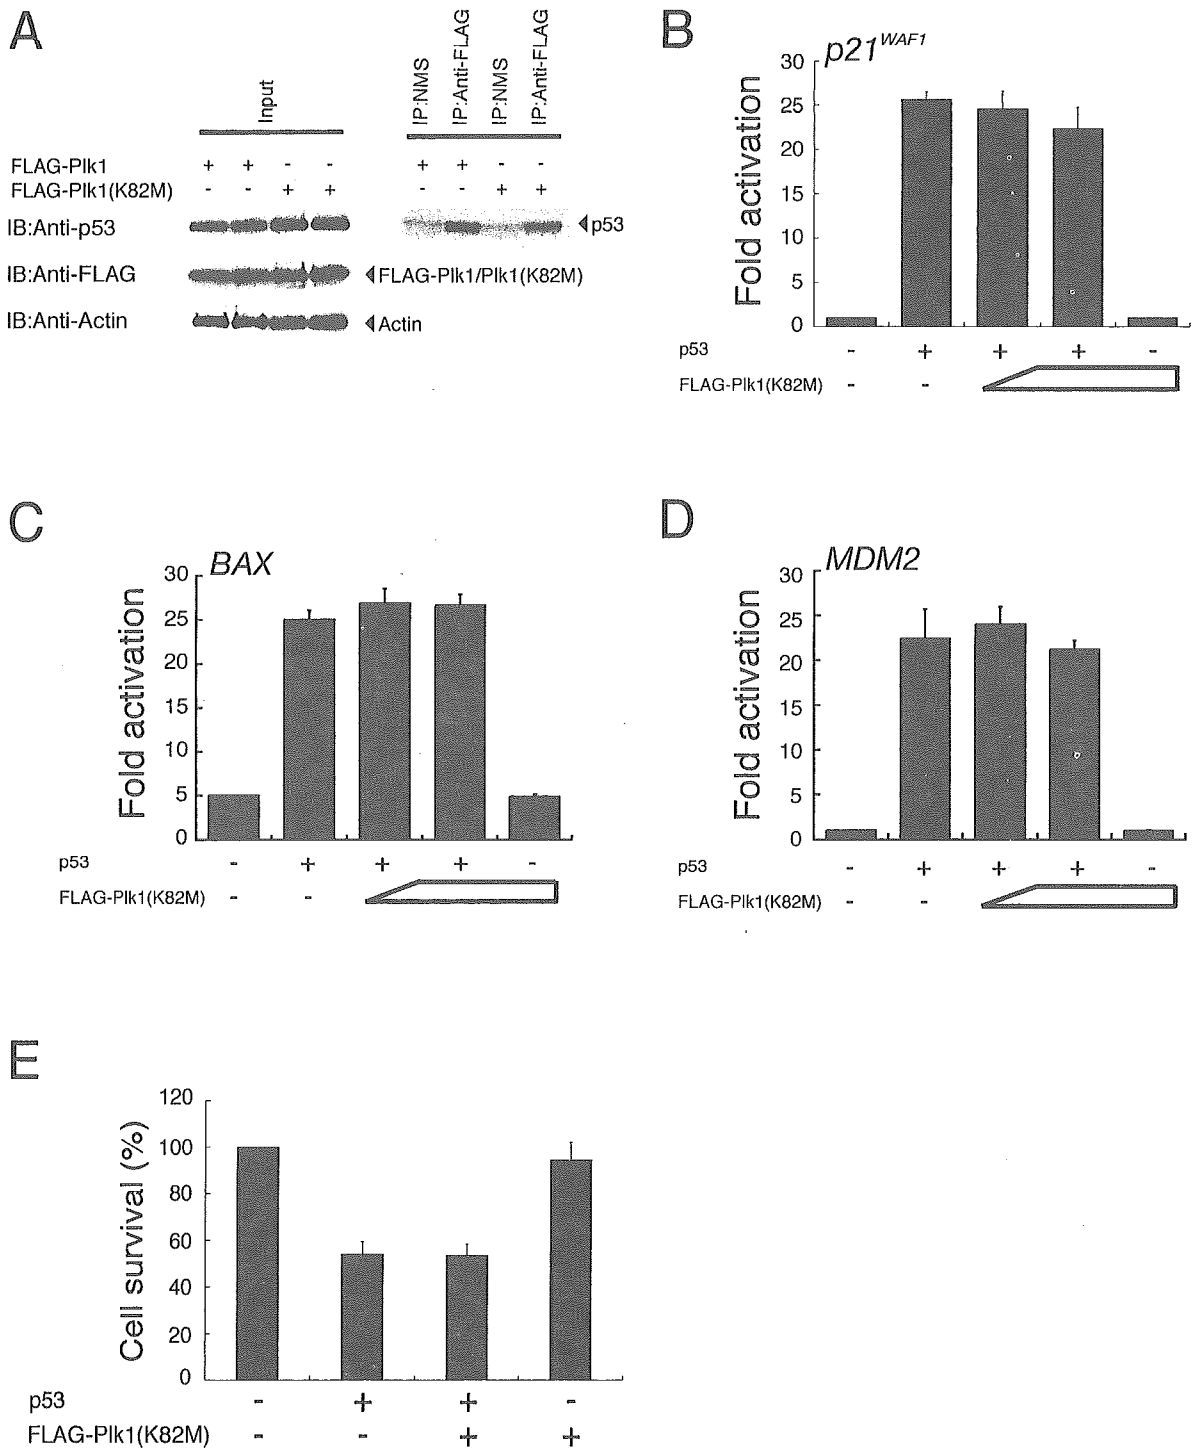 A
Input
IP:NMS
IP:Anti-FLAG
IP:NMS
IP:Anti-FLAG
FLAG-Plk1 + + - - + + - -
FLAG-Plk1(K82M) - - + + - - + +
IB:Anti-p53
p53
IB:Anti-FLAG
FLAG-Plk1/Plk1(K82M)
IB:Anti-Actin
Actin
B
p21WAF1
Fold activation
30
25
20
15
10
5
0
p53 - + + + -
FLAG-Plk1(K82M) - -
C
BAX
Fold activation
30
25
20
15
10
5
0
p53 - + + + -
FLAG-Plk1(K82M) - -
D
MDM2
Fold activation
30
25
20
15
10
5
0
p53 - + + + -
FLAG-Plk1(K82M) - -
E
Cell survival (%)
120
100
80
60
40
20
0
p53 - + + -
FLAG-Plk1(K82M) - - + +